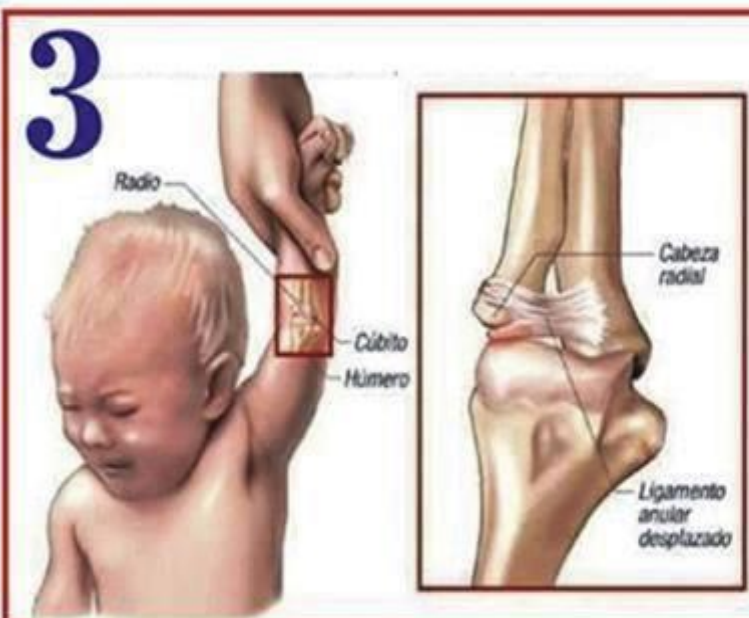 3
Radio
Cúbito
Húmero
Cabeza
radial
Ligamento
anular
desplazado